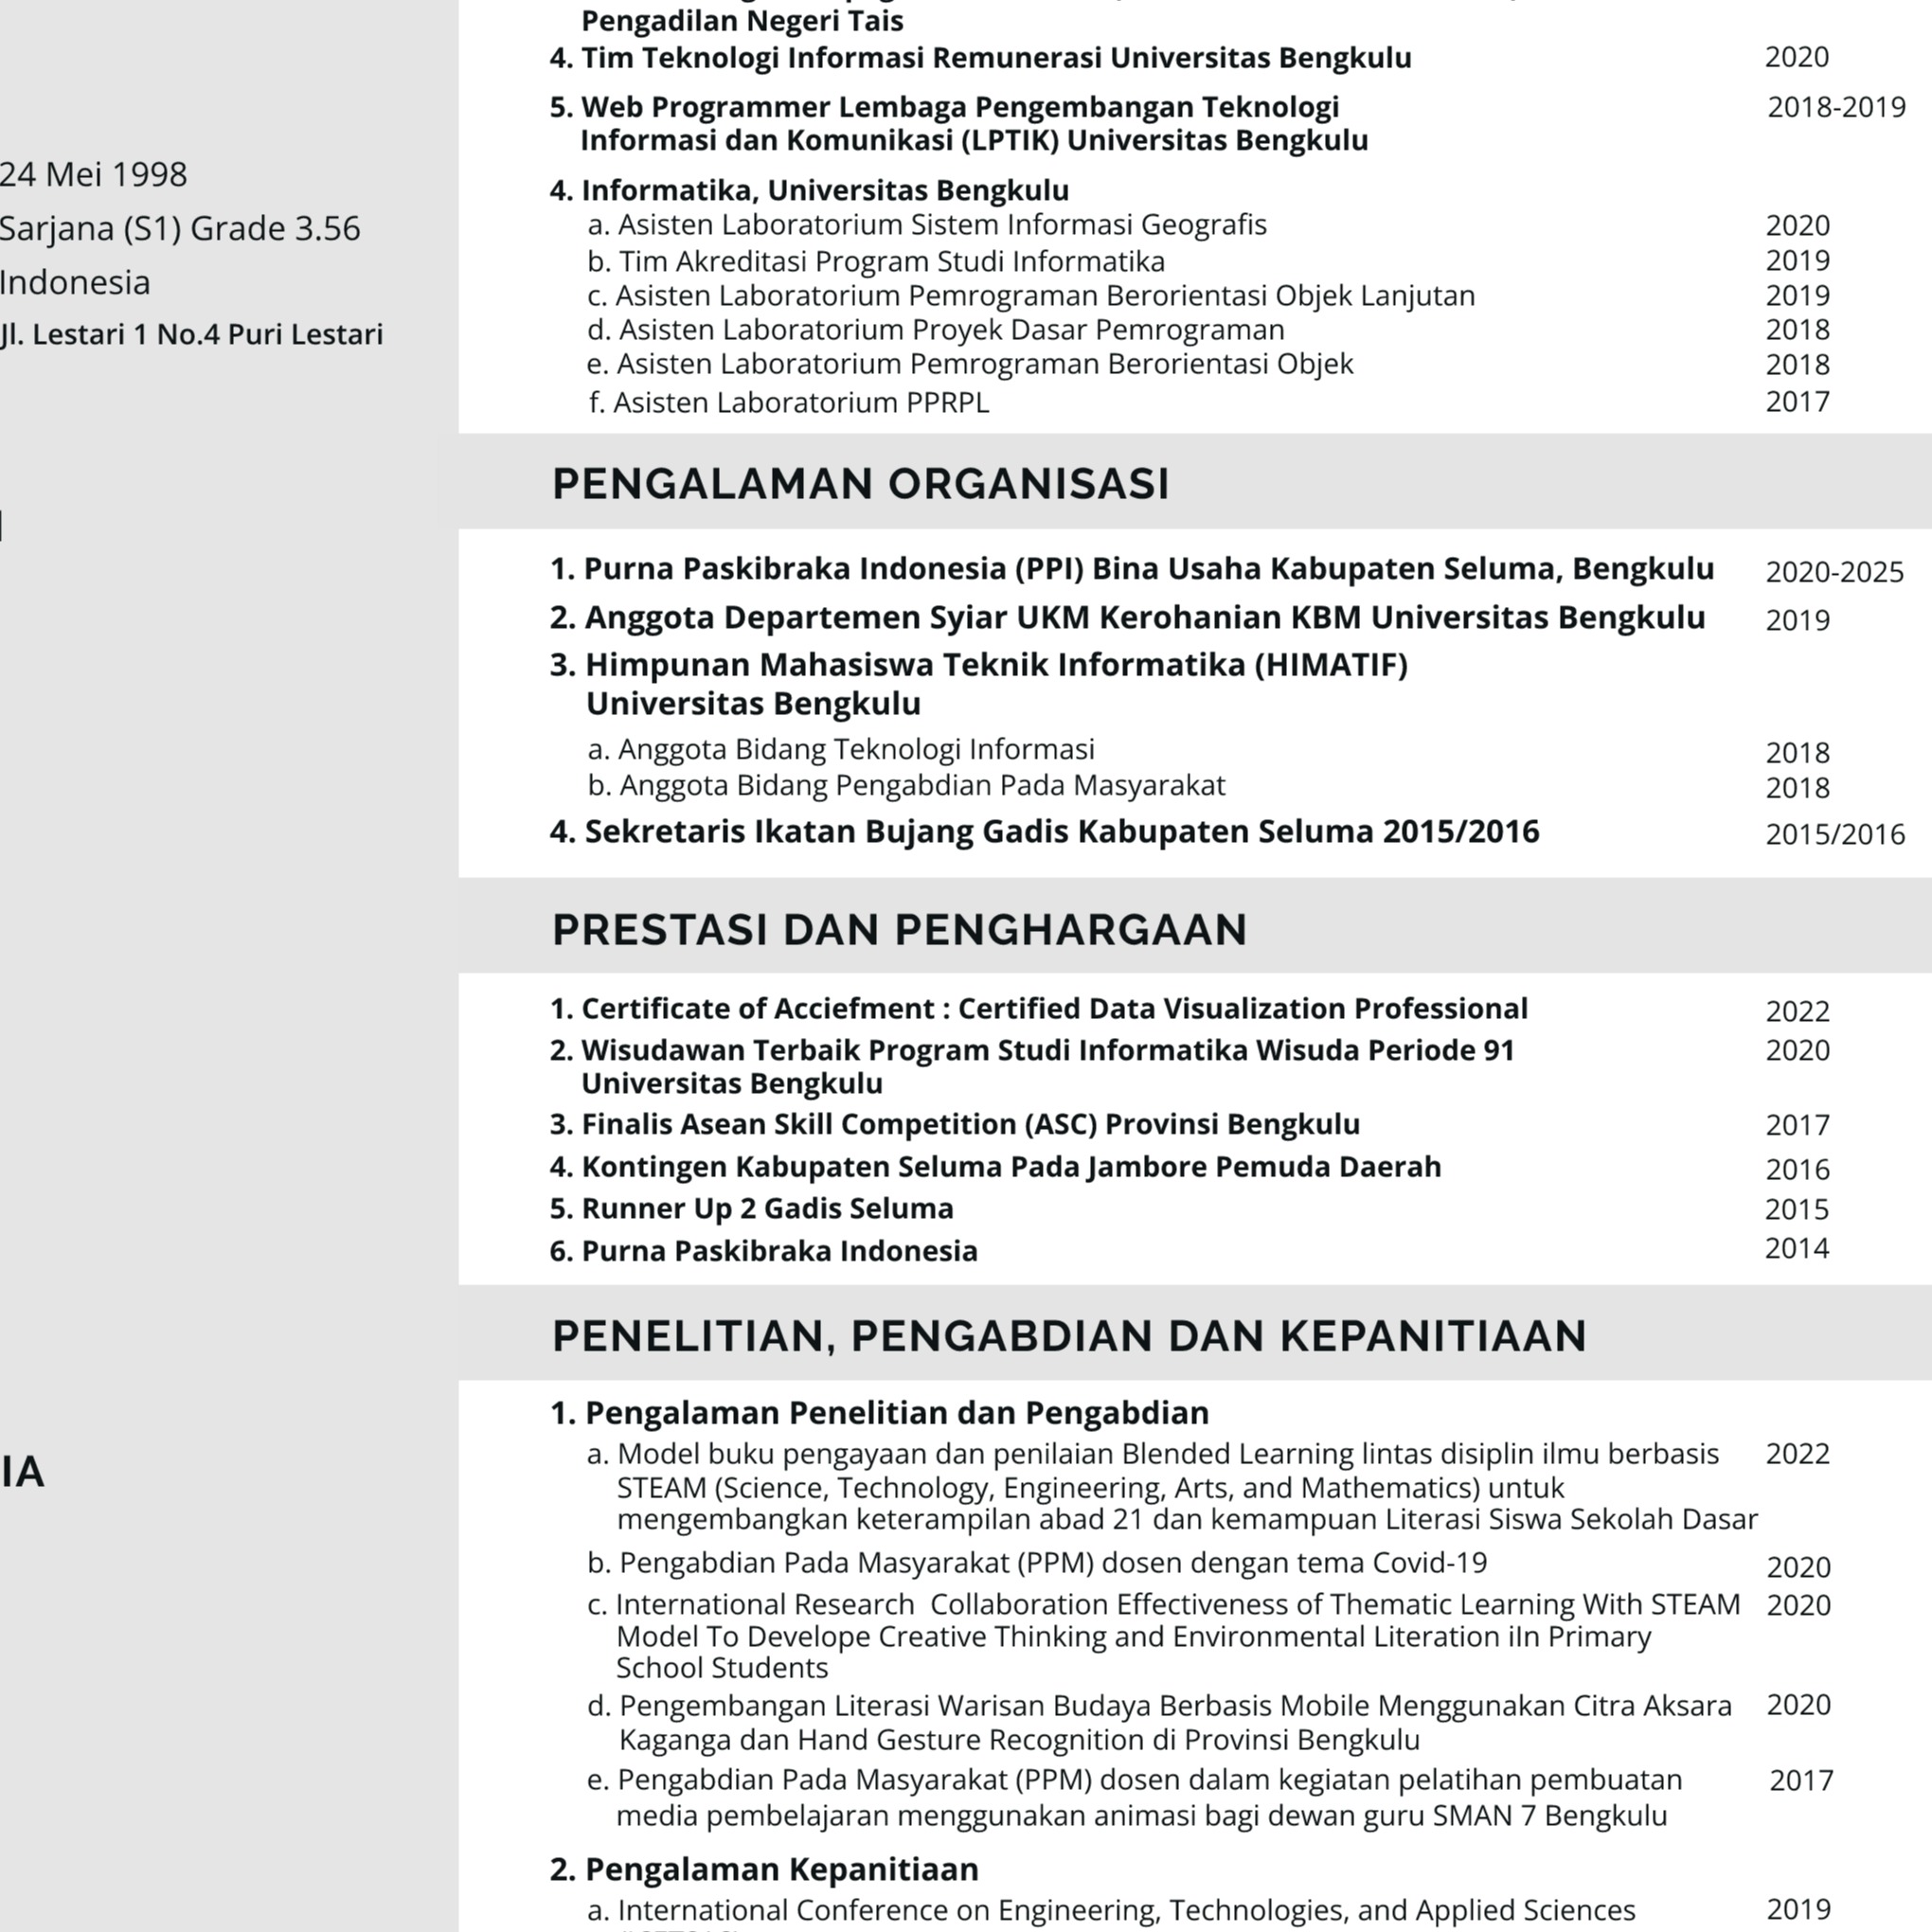 24 Mei 1998
Sarjana (S1) Grade 3.56
Indonesia
Jl. Lestari 1 No.4 Puri Lestari
IA
Pengadilan Negeri Tais
4. Tim Teknologi Informasi Remunerasi Universitas Bengkulu 2020
5. Web Programmer Lembaga Pengembangan Teknologi 2018-2019
Informasi dan Komunikasi (LPTIK) Universitas Bengkulu
4. Informatika, Universitas Bengkulu
a. Asisten Laboratorium Sistem Informasi Geografis 2020
b. Tim Akreditasi Program Studi Informatika 2019
c. Asisten Laboratorium Pemrograman Berorientasi Objek Lanjutan 2019
d. Asisten Laboratorium Proyek Dasar Pemrograman 2018
e. Asisten Laboratorium Pemrograman Berorientasi Objek 2018
f. Asisten Laboratorium PPRPL 2017
PENGALAMAN ORGANISASI
1. Purna Paskibraka Indonesia (PPI) Bina Usaha Kabupaten Seluma, Bengkulu 2020-2025
2. Anggota Departemen Syiar UKM Kerohanian KBM Universitas Bengkulu 2019
3. Himpunan Mahasiswa Teknik Informatika (HIMATIF)
Universitas Bengkulu
a. Anggota Bidang Teknologi Informasi 2018
b. Anggota Bidang Pengabdian Pada Masyarakat 2018
4. Sekretaris Ikatan Bujang Gadis Kabupaten Seluma 2015/2016 2015/2016
PRESTASI DAN PENGHARGAAN
1. Certificate of Acciefment : Certified Data Visualization Professional 2022
2. Wisudawan Terbaik Program Studi Informatika Wisuda Periode 91 2020
Universitas Bengkulu
3. Finalis Asean Skill Competition (ASC) Provinsi Bengkulu 2017
4. Kontingen Kabupaten Seluma Pada Jambore Pemuda Daerah 2016
5. Runner Up 2 Gadis Seluma 2015
6. Purna Paskibraka Indonesia 2014
PENELITIAN, PENGABDIAN DAN KEPANITIAAN
1. Pengalaman Penelitian dan Pengabdian
a. Model buku pengayaan dan penilaian Blended Learning lintas disiplin ilmu berbasis 2022
STEAM (Science, Technology, Engineering, Arts, and Mathematics) untuk
mengembangkan keterampilan abad 21 dan kemampuan Literasi Siswa Sekolah Dasar
b. Pengabdian Pada Masyarakat (PPM) dosen dengan tema Covid-19 2020
c. International Research Collaboration Effectiveness of Thematic Learning With STEAM 2020
Model To Develope Creative Thinking and Environmental Literation iIn Primary
School Students
d. Pengembangan Literasi Warisan Budaya Berbasis Mobile Menggunakan Citra Aksara 2020
Kaganga dan Hand Gesture Recognition di Provinsi Bengkulu
e. Pengabdian Pada Masyarakat (PPM) dosen dalam kegiatan pelatihan pembuatan 2017
media pembelajaran menggunakan animasi bagi dewan guru SMAN 7 Bengkulu
2. Pengalaman Kepanitiaan
a. International Conference on Engineering, Technologies, and Applied Sciences 2019